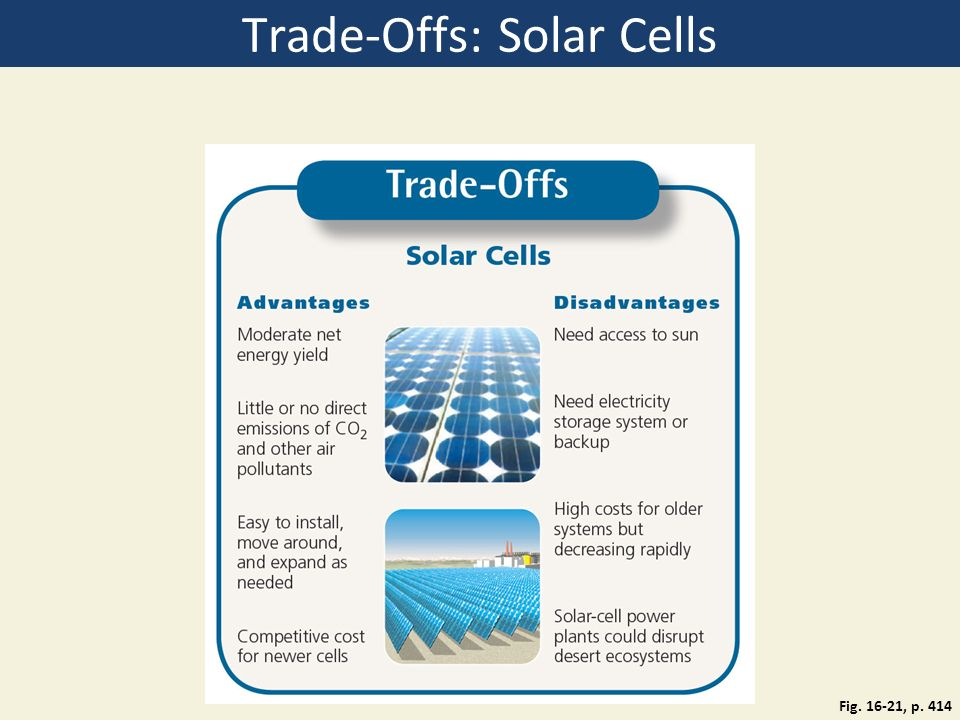 Trade-Offs: Solar Cells
Trade-Offs
Solar Cells
Advantages
Moderate net
energy yield
Little or no direct
emissions of CO2
and other air
pollutants
Easy to install,
move around,
and expand as
needed
Competitive cost
for newer cells
Disadvantages
Need access to sun
Need electricity
storage system or
backup
High costs for older
systems but
decreasing rapidly
Solar-cell power
plants could disrupt
desert ecosystems
Fig. 16-21, p. 414